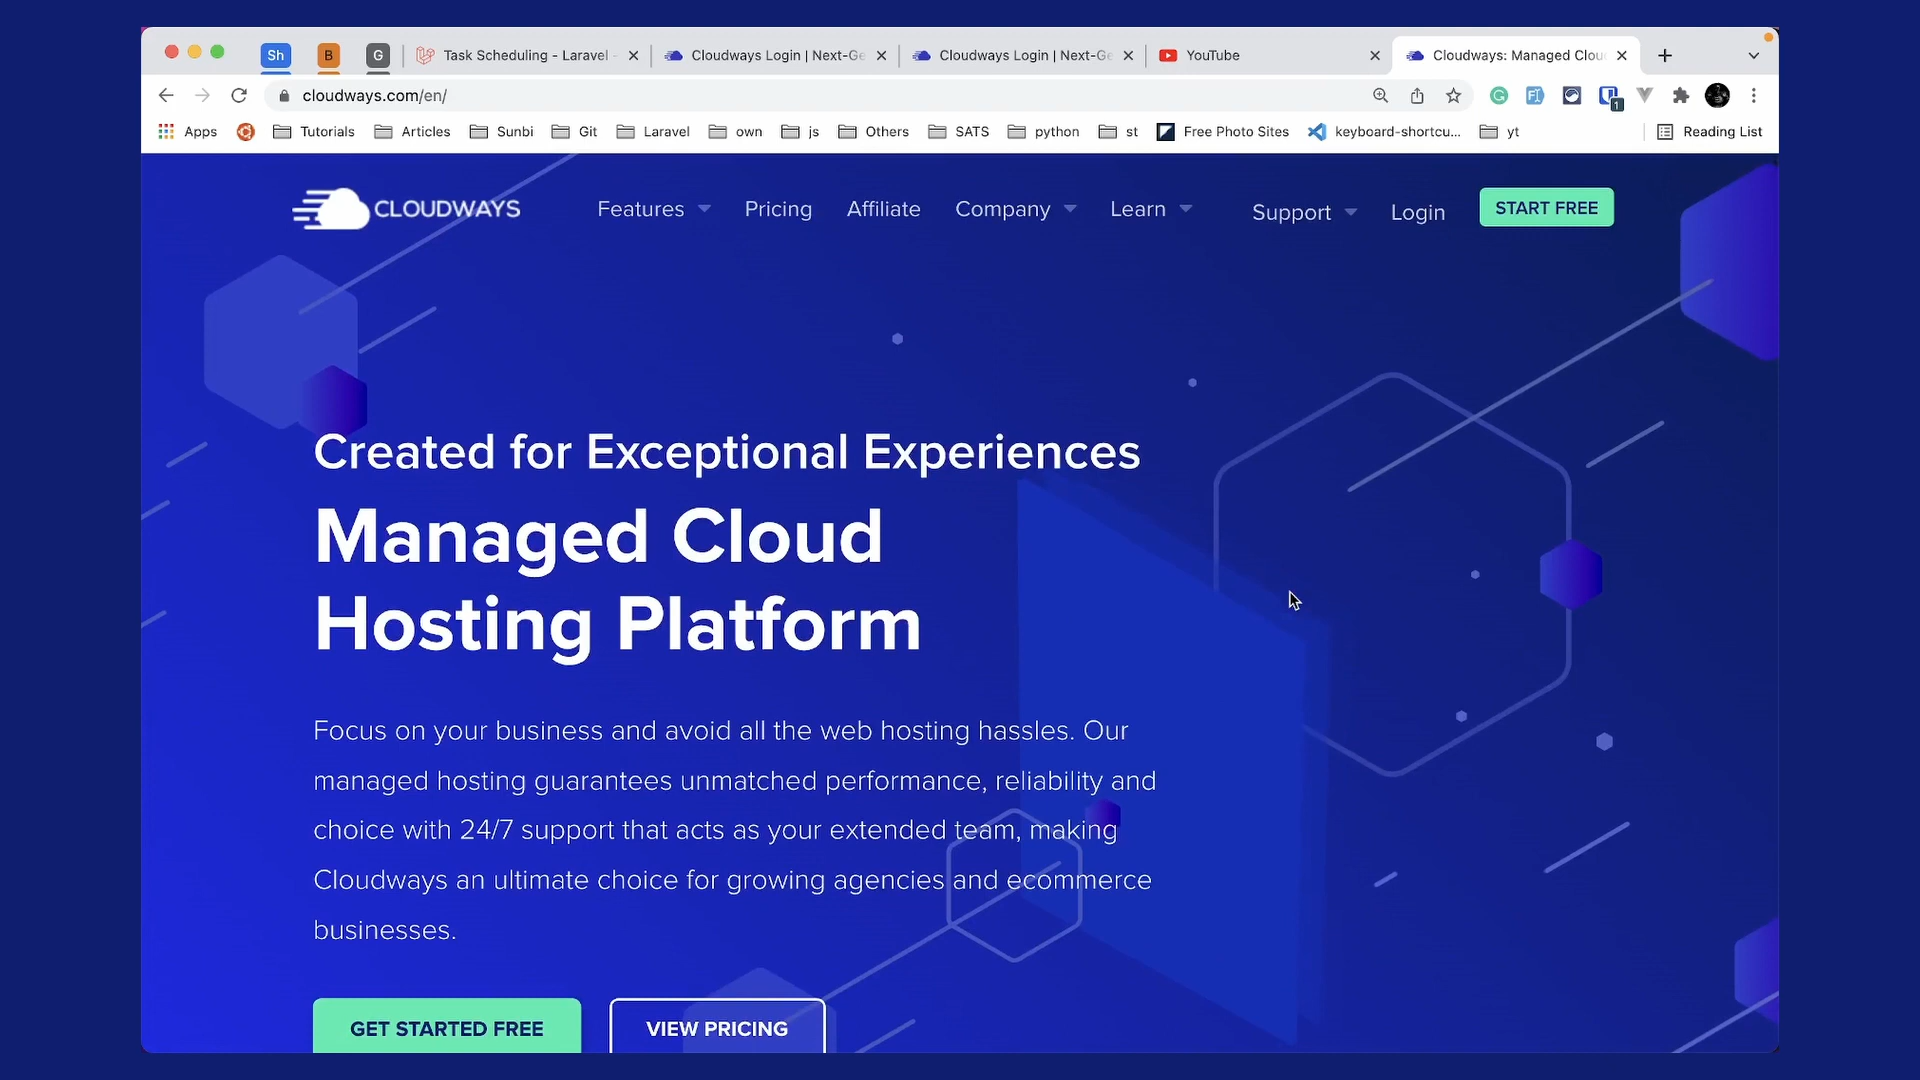 Sh B G Task Scheduling - Laravel - Cloudways Login | Next-Ge Cloudways Login | Next-Ge YouTube Cloudways: Managed Clou
cloudways.com/en/ 1
Apps Tutorials Articles Sunbi Git Laravel own js Others SATS python st Free Photo Sites keyboard-shortcu... yt Reading List
CLOUDWAYS Features Pricing Affiliate Company Learn Support Login START FREE
Created for Exceptional Experiences
Managed Cloud
Hosting Platform
Focus on your business and avoid all the web hosting hassles. Our
managed hosting guarantees unmatched performance, reliability and
choice with 24/7 support that acts as your extended team, making
Cloudways an ultimate choice for growing agencies and ecommerce
businesses.
GET STARTED FREE VIEW PRICING